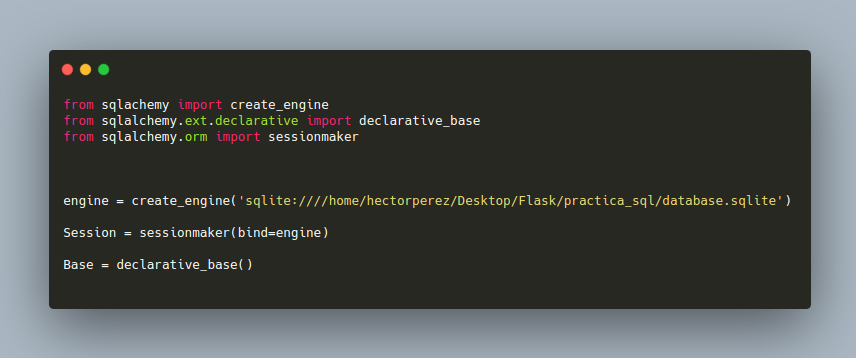 from sqlachemy import create_engine
from sqlalchemy.ext.declarative import declarative_base
from sqlalchemy.orm import sessionmaker
engine = create_engine('sqlite:////home/hectorperez/Desktop/Flask/practica_sql/database.sqlite')
Session = sessionmaker(bind=engine)
Base = declarative_base()